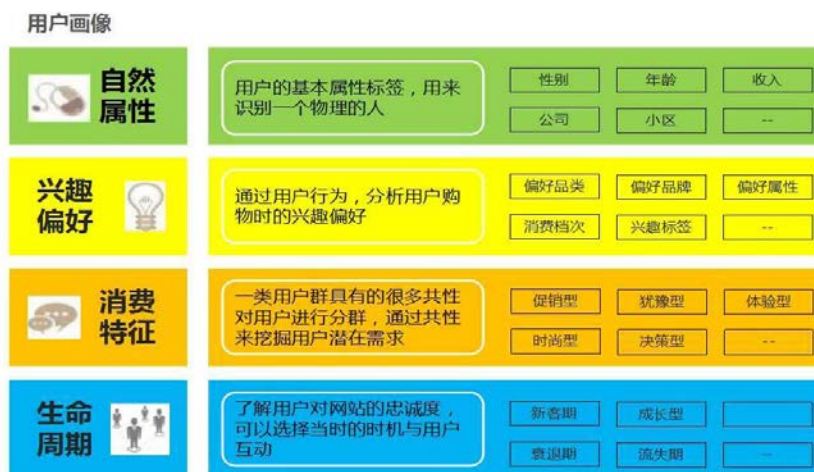 用户画像
自然
属性
用户的基本属性标签，用来
识别一个物理的人
性别 年龄 收入
公司 小区 --
兴趣
偏好
通过用户行为，分析用户购
物时的兴趣偏好
偏好品类 偏好品牌 偏好属性
消费档次 兴趣标签 --
消费
特征
一类用户群具有的很多共性
对用户进行分群，通过共性
来挖掘用户潜在需求
促销型 犹豫型 体验型
时尚型 决策型 --
生命
周期
了解用户对网站的忠诚度，
可以选择当时的时机与用户
互动
新客期 成长型
衰退期 流失期 --